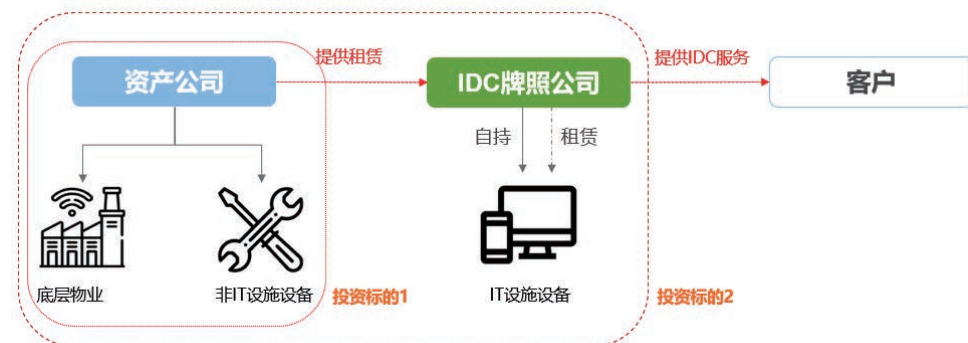 资产公司
提供租赁
IDC牌照公司
提供IDC服务
客户
自持
租赁
底层物业
非IT设施设备
投资标的1
IT设施设备
投资标的2